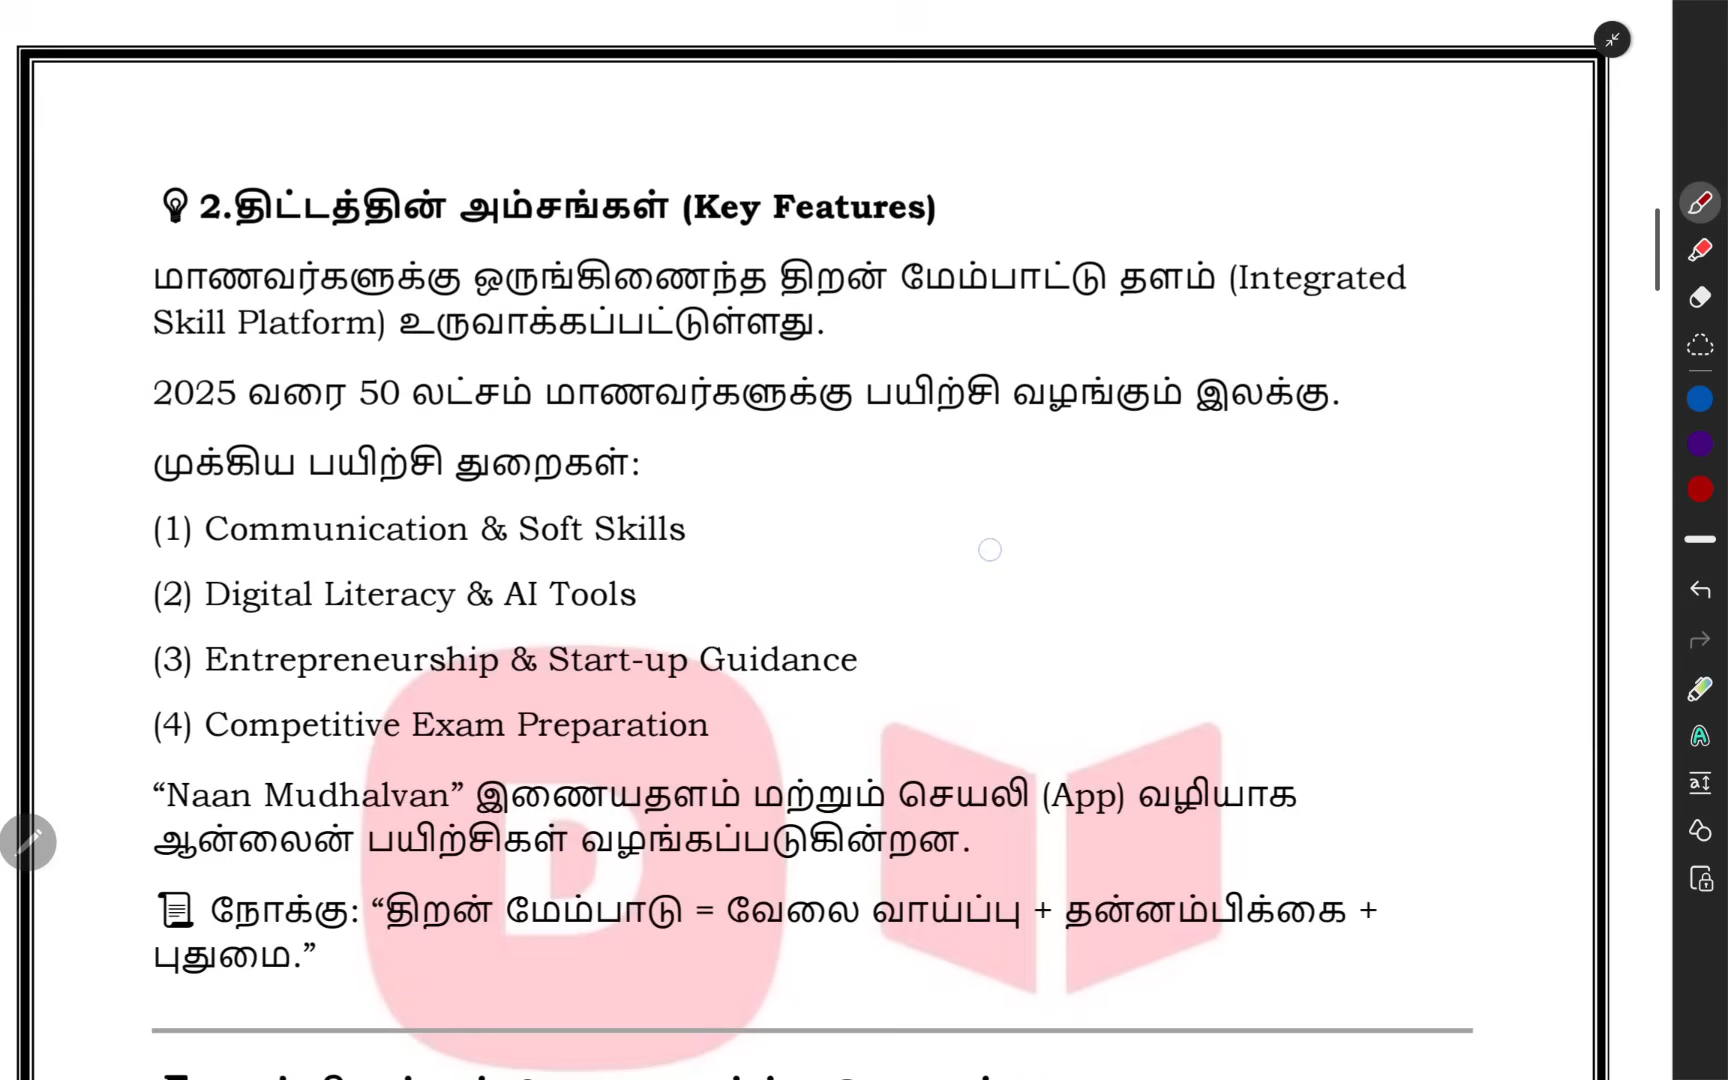 2.திட்டத்தின் அம்சங்கள் (Key Features)
மாணவர்களுக்கு ஒருங்கிணைந்த திறன் மேம்பாட்டு தளம் (Integrated
Skill Platform) உருவாக்கப்பட்டுள்ளது.
2025 வரை 50 லட்சம் மாணவர்களுக்கு பயிற்சி வழங்கும் இலக்கு.
முக்கிய பயிற்சி துறைகள்:
(1) Communication & Soft Skills
(2) Digital Literacy & AI Tools
(3) Entrepreneurship & Start-up Guidance
(4) Competitive Exam Preparation
“Naan Mudhalvan” இணையதளம் மற்றும் செயலி (App) வழியாக
ஆன்லைன் பயிற்சிகள் வழங்கப்படுகின்றன.
நோக்கு: “திறன் மேம்பாடு = வேலை வாய்ப்பு + தன்னம்பிக்கை +
புதுமை.”
D